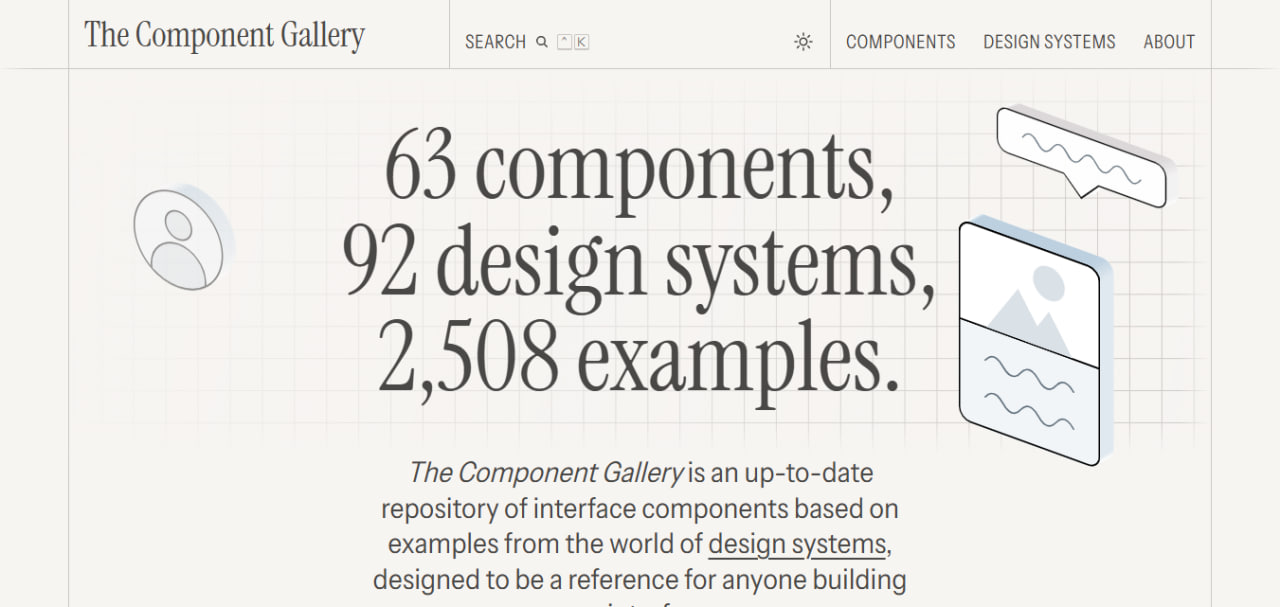 The Component Gallery
SEARCH ^ K
COMPONENTS DESIGN SYSTEMS ABOUT
63 components,
92 design systems,
2,508 examples.
The Component Gallery is an up-to-date
repository of interface components based on
examples from the world of design systems,
designed to be a reference for anyone building